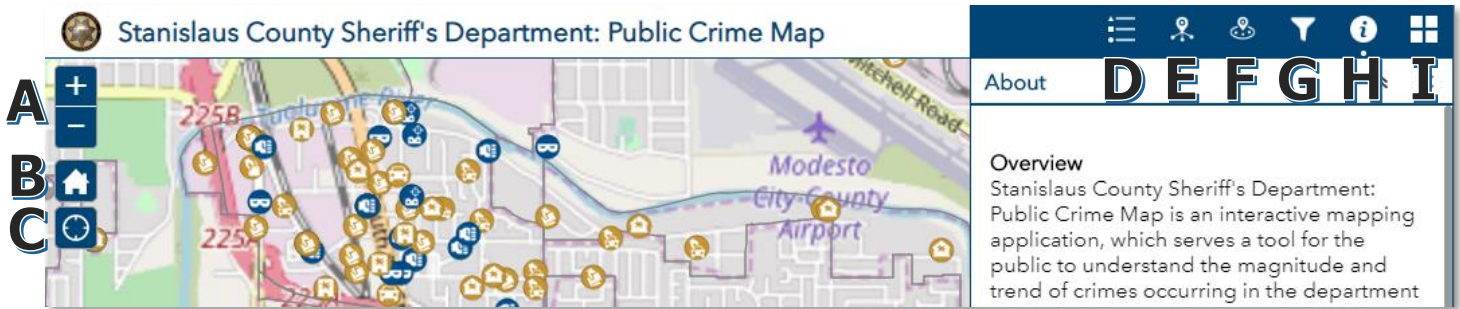 Stanislaus County Sheriff's Department: Public Crime Map
A
B
C
D E F G H I
225B
Tuolumne River
Mitchell Road
Modesto
City-County
Airport
225A
About
Overview
Stanislaus County Sheriff's Department:
Public Crime Map is an interactive mapping
application, which serves a tool for the
public to understand the magnitude and
trend of crimes occurring in the department